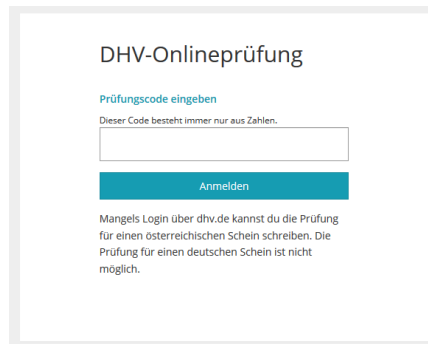 DHV-Onlineprüfung
Prüfungscode eingeben
Dieser Code besteht immer nur aus Zahlen.
Anmelden
Mangels Login über dhv.de kannst du die Prüfung
für einen österreichischen Schein schreiben. Die
Prüfung für einen deutschen Schein ist nicht
möglich.